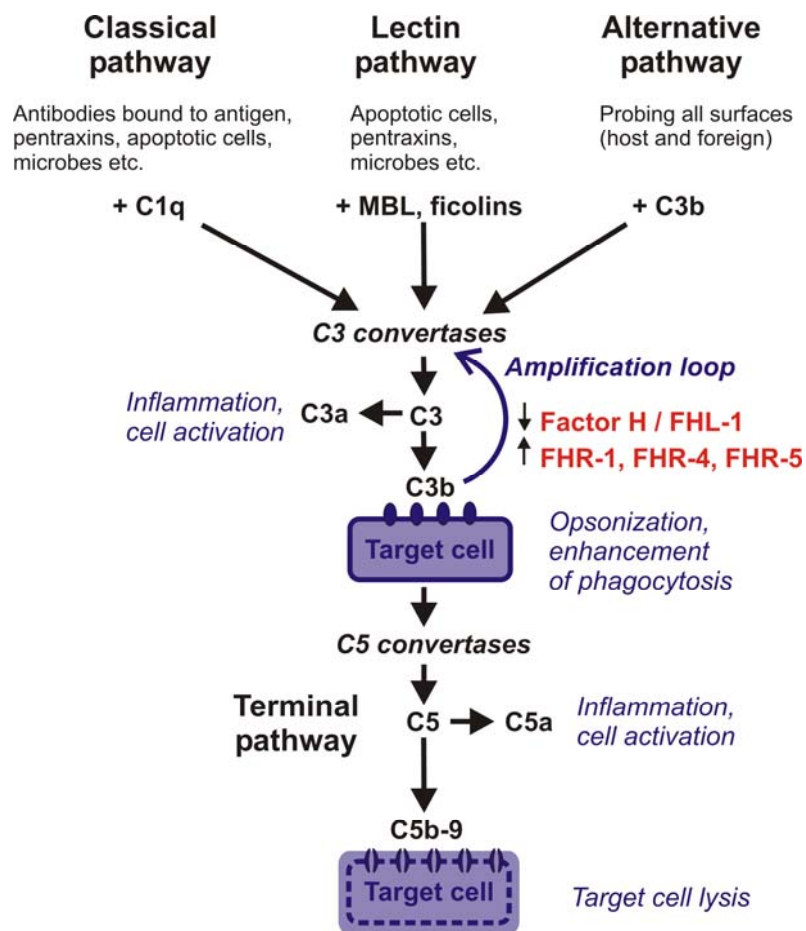 Classical
pathway
Lectin
pathway
Alternative
pathway
Antibodies bound to antigen,
pentraxins, apoptotic cells,
microbes etc.
Apoptotic cells,
pentraxins,
microbes etc.
Probing all surfaces
(host and foreign)
+ C1q
+ MBL, ficolins
+ C3b
C3 convertases
Amplification loop
Inflammation,
cell activation
C3a
C3
Factor H / FHL-1
FHR-1, FHR-4, FHR-5
C3b
Target cell
Opsonization,
enhancement
of phagocytosis
C5 convertases
Terminal
pathway
C5
C5a
Inflammation,
cell activation
C5b-9
Target cell
Target cell lysis